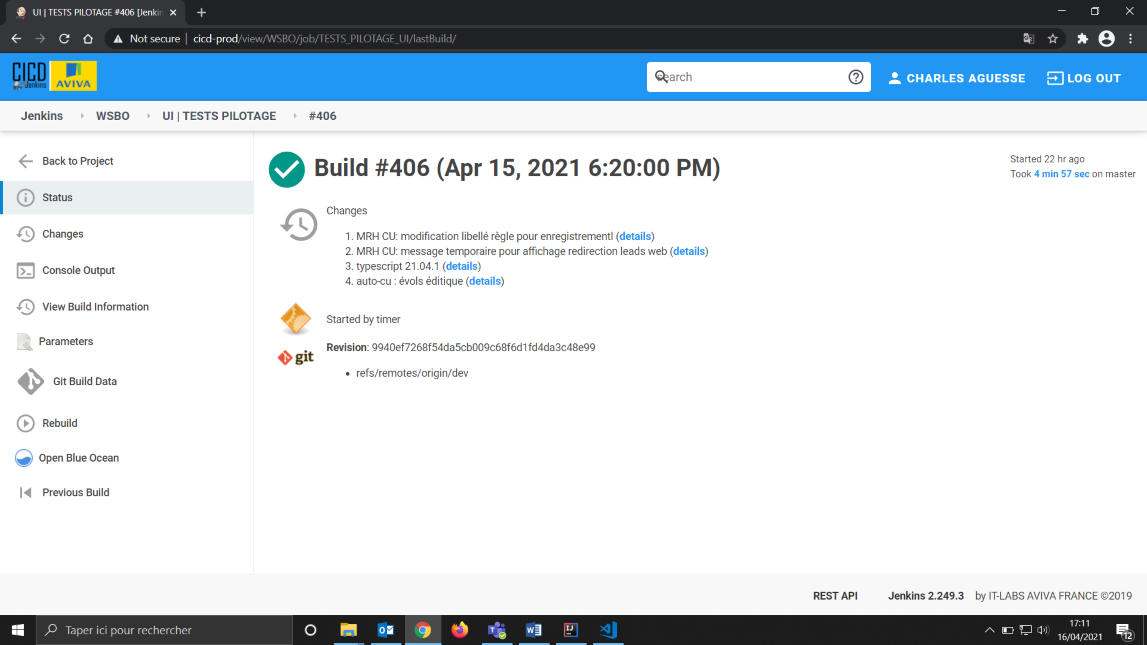 UI | TESTS PILOTAGE #406 [Jenkin
Not secure | cicd-prod/view/WSBO/job/TESTS_PILOTAGE_UI/lastBuild/
CICD
Jenkins
AVIVA
search
CHARLES AGUESSE
LOG OUT
Jenkins
WSBO
UI | TESTS PILOTAGE
#406
Back to Project
Status
Changes
Console Output
View Build Information
Parameters
Git Build Data
Rebuild
Open Blue Ocean
Previous Build
Build #406 (Apr 15, 2021 6:20:00 PM)
Started 22 hr ago
Took 4 min 57 sec on master
Changes
1. MRH CU: modification libellé règle pour enregistrementl (details)
2. MRH CU: message temporaire pour affichage redirection leads web (details)
3. typescript 21.04.1 (details)
4. auto-cu : évols éditique (details)
Started by timer
git
Revision: 9940ef7268f54da5cb009c68f6d1fd4da3c48e99
• refs/remotes/origin/dev
REST API
Jenkins 2.249.3
by IT-LABS AVIVA FRANCE ©2019
Taper ici pour rechercher
17:11
16/04/2021
12